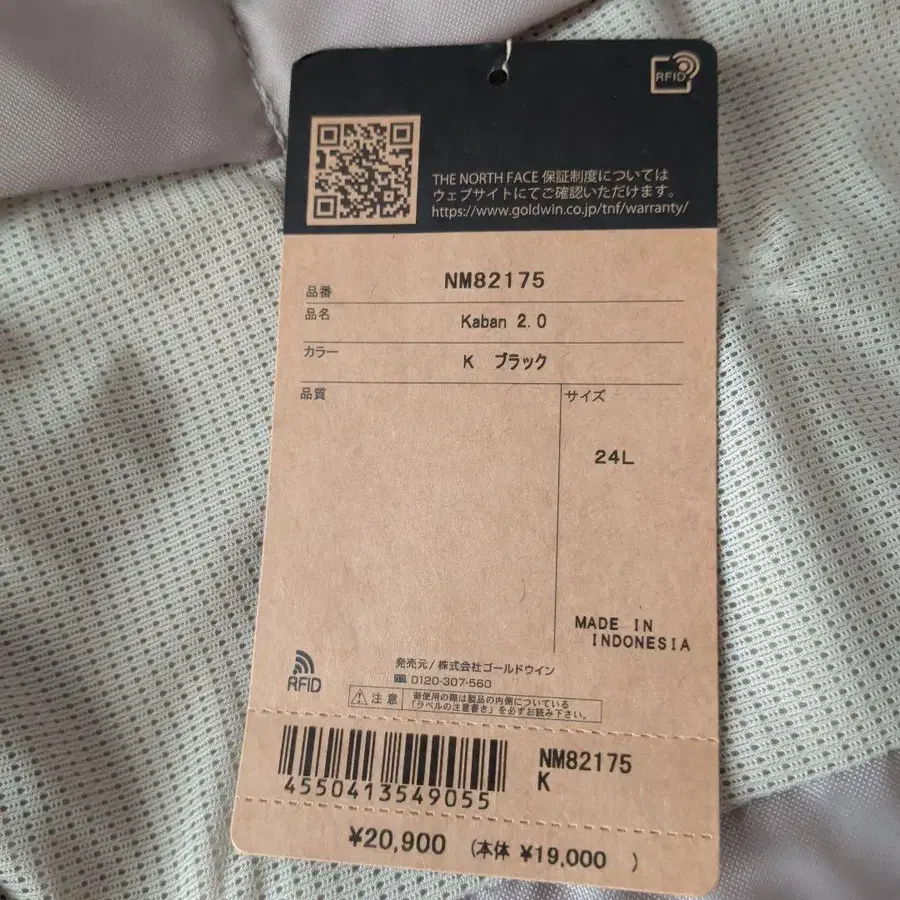 RFID
THE NORTH FACE 保証制度については
ウェブサイトにてご確認いただけます。
https://www.goldwin.co.jp/tnf/warranty/
品番 NM82175
品名 Kaban 2.0
カラー K ブラック
品質
サイズ
24L
MADE IN
INDONESIA
RFID
発売元/株式会社ゴールドウイン
0120-307-560
注意
御使用の際は製品の内側についている
「ラベルの注意書き」を必ずお読み下さい。
4550413549055
NM82175
K
¥20,900 (本体 ¥19,000 )